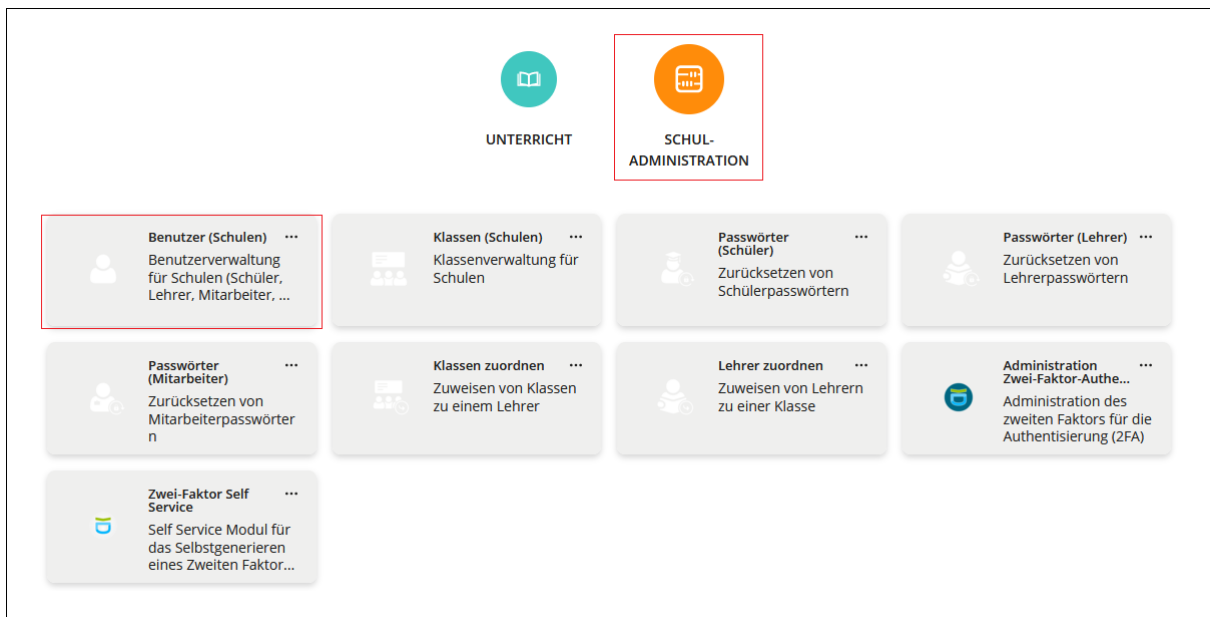 UNTERRICHT
SCHUL-
ADMINISTRATION
Benutzer (Schulen) ...
Benutzerverwaltung
für Schulen (Schüler,
Lehrer, Mitarbeiter, ...
Klassen (Schulen) ...
Klassenverwaltung für
Schulen
Passwörter ...
(Schüler)
Zurücksetzen von
Schülerpasswörtern
Passwörter (Lehrer) ...
Zurücksetzen von
Lehrerpasswörtern
Passwörter ...
(Mitarbeiter)
Zurücksetzen von
Mitarbeiterpasswörter
n
Klassen zuordnen ...
Zuweisen von Klassen
zu einem Lehrer
Lehrer zuordnen ...
Zuweisen von Lehrern
zu einer Klasse
Administration ...
Zwei-Faktor-Authe...
Administration des
zweiten Faktors für die
Authentisierung (2FA)
Zwei-Faktor Self ...
Service
Self Service Modul für
das Selbstgenerieren
eines Zweiten Faktor...